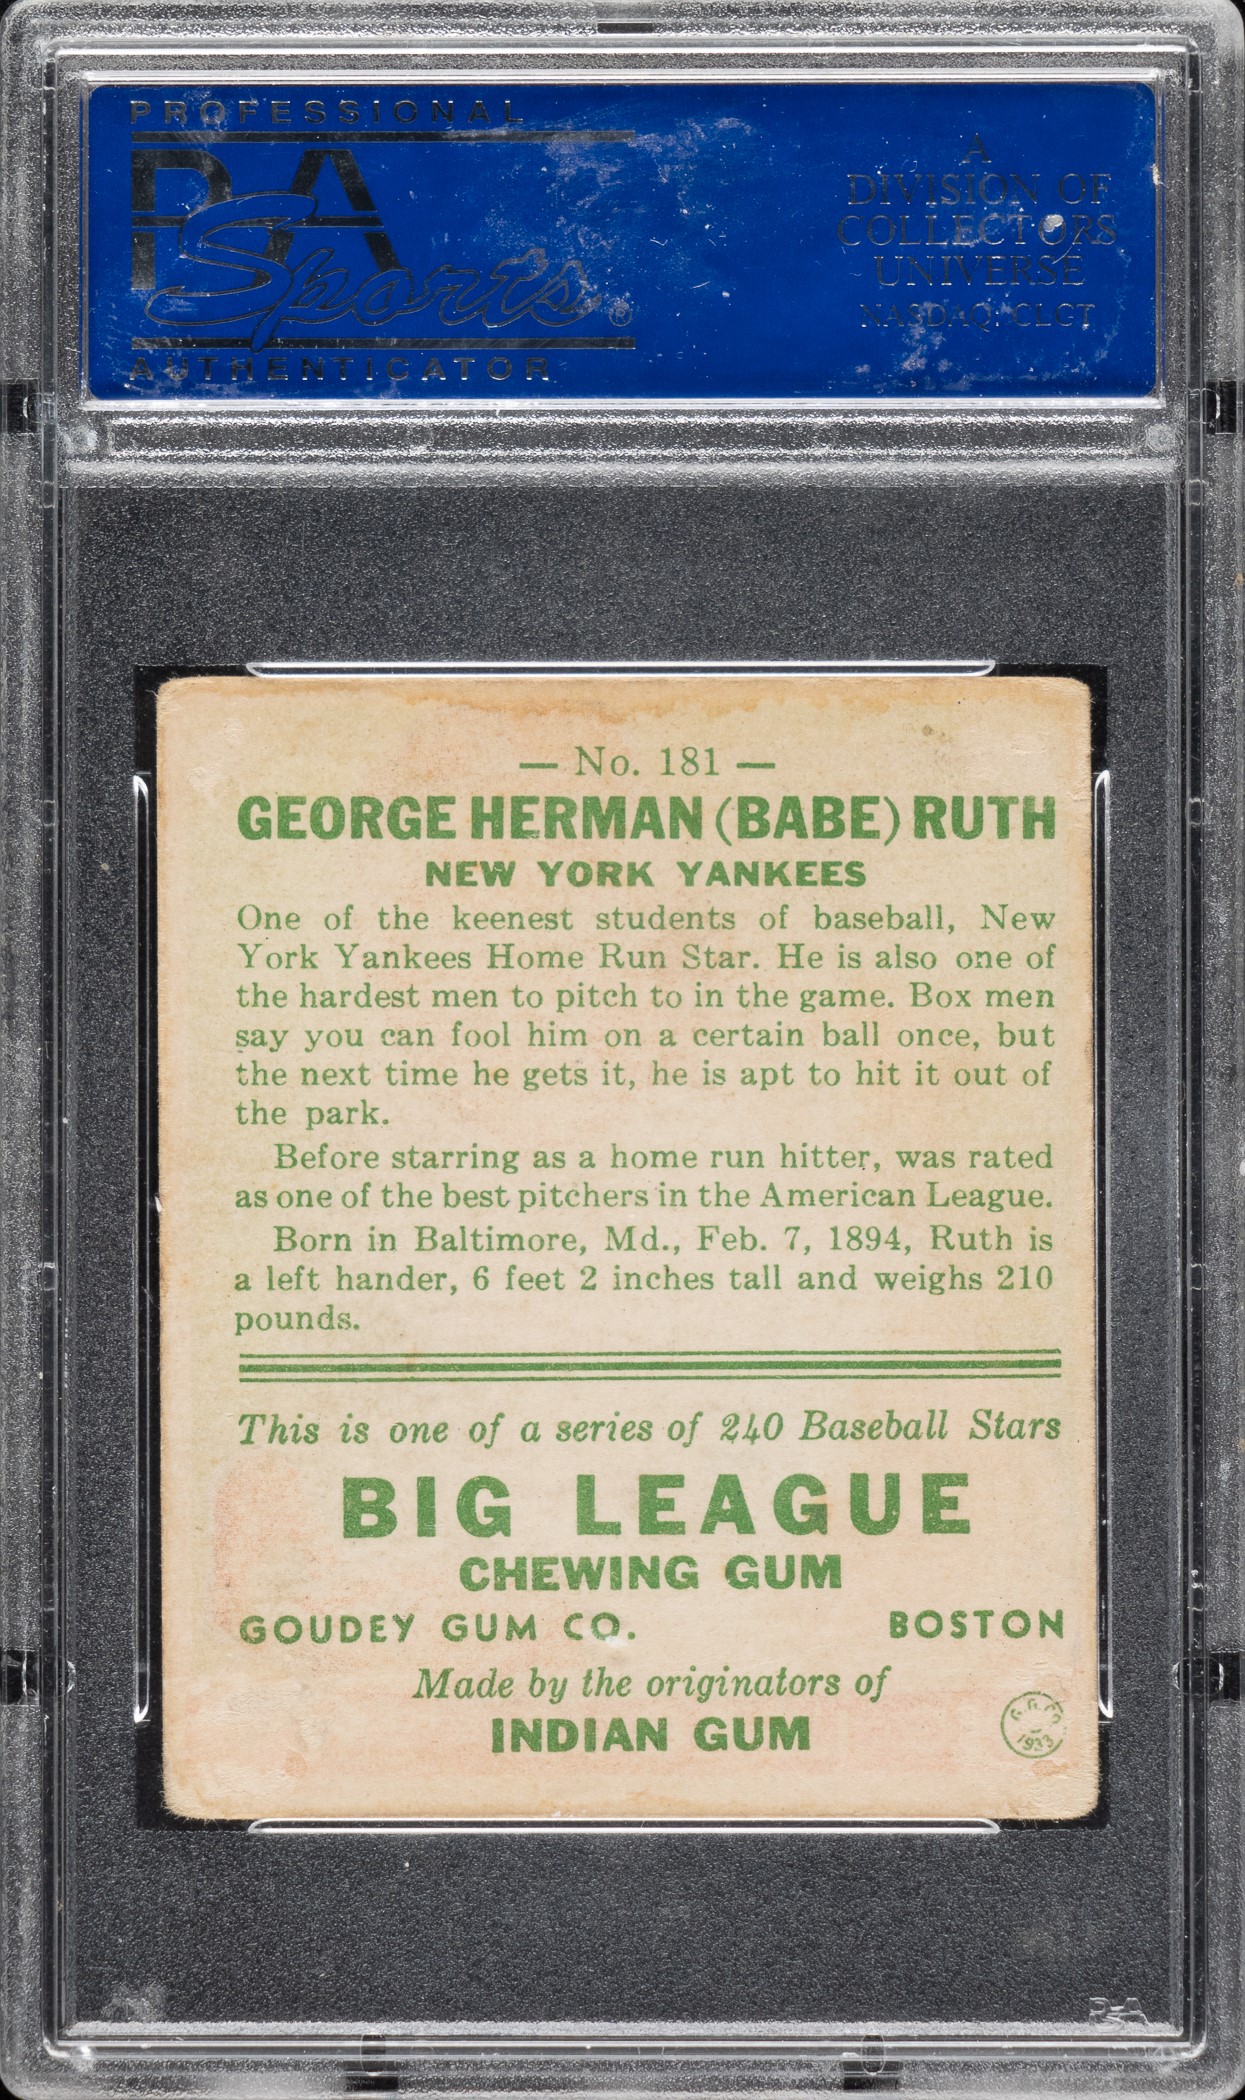 PROFESSIONAL
PSA
Sports®
AUTHENTICATOR
A
DIVISION OF
COLLECTORS
UNIVERSE
NASDAQ: CLCT
— No. 181 —
GEORGE HERMAN (BABE) RUTH
NEW YORK YANKEES
One of the keenest students of baseball, New
York Yankees Home Run Star. He is also one of
the hardest men to pitch to in the game. Box men
say you can fool him on a certain ball once, but
the next time he gets it, he is apt to hit it out of
the park.
Before starring as a home run hitter, was rated
as one of the best pitchers in the American League.
Born in Baltimore, Md., Feb. 7, 1894, Ruth is
a left hander, 6 feet 2 inches tall and weighs 210
pounds.
This is one of a series of 240 Baseball Stars
BIG LEAGUE
CHEWING GUM
GOUDEY GUM CO. BOSTON
Made by the originators of
INDIAN GUM
G. G. CO.
1933
PSA